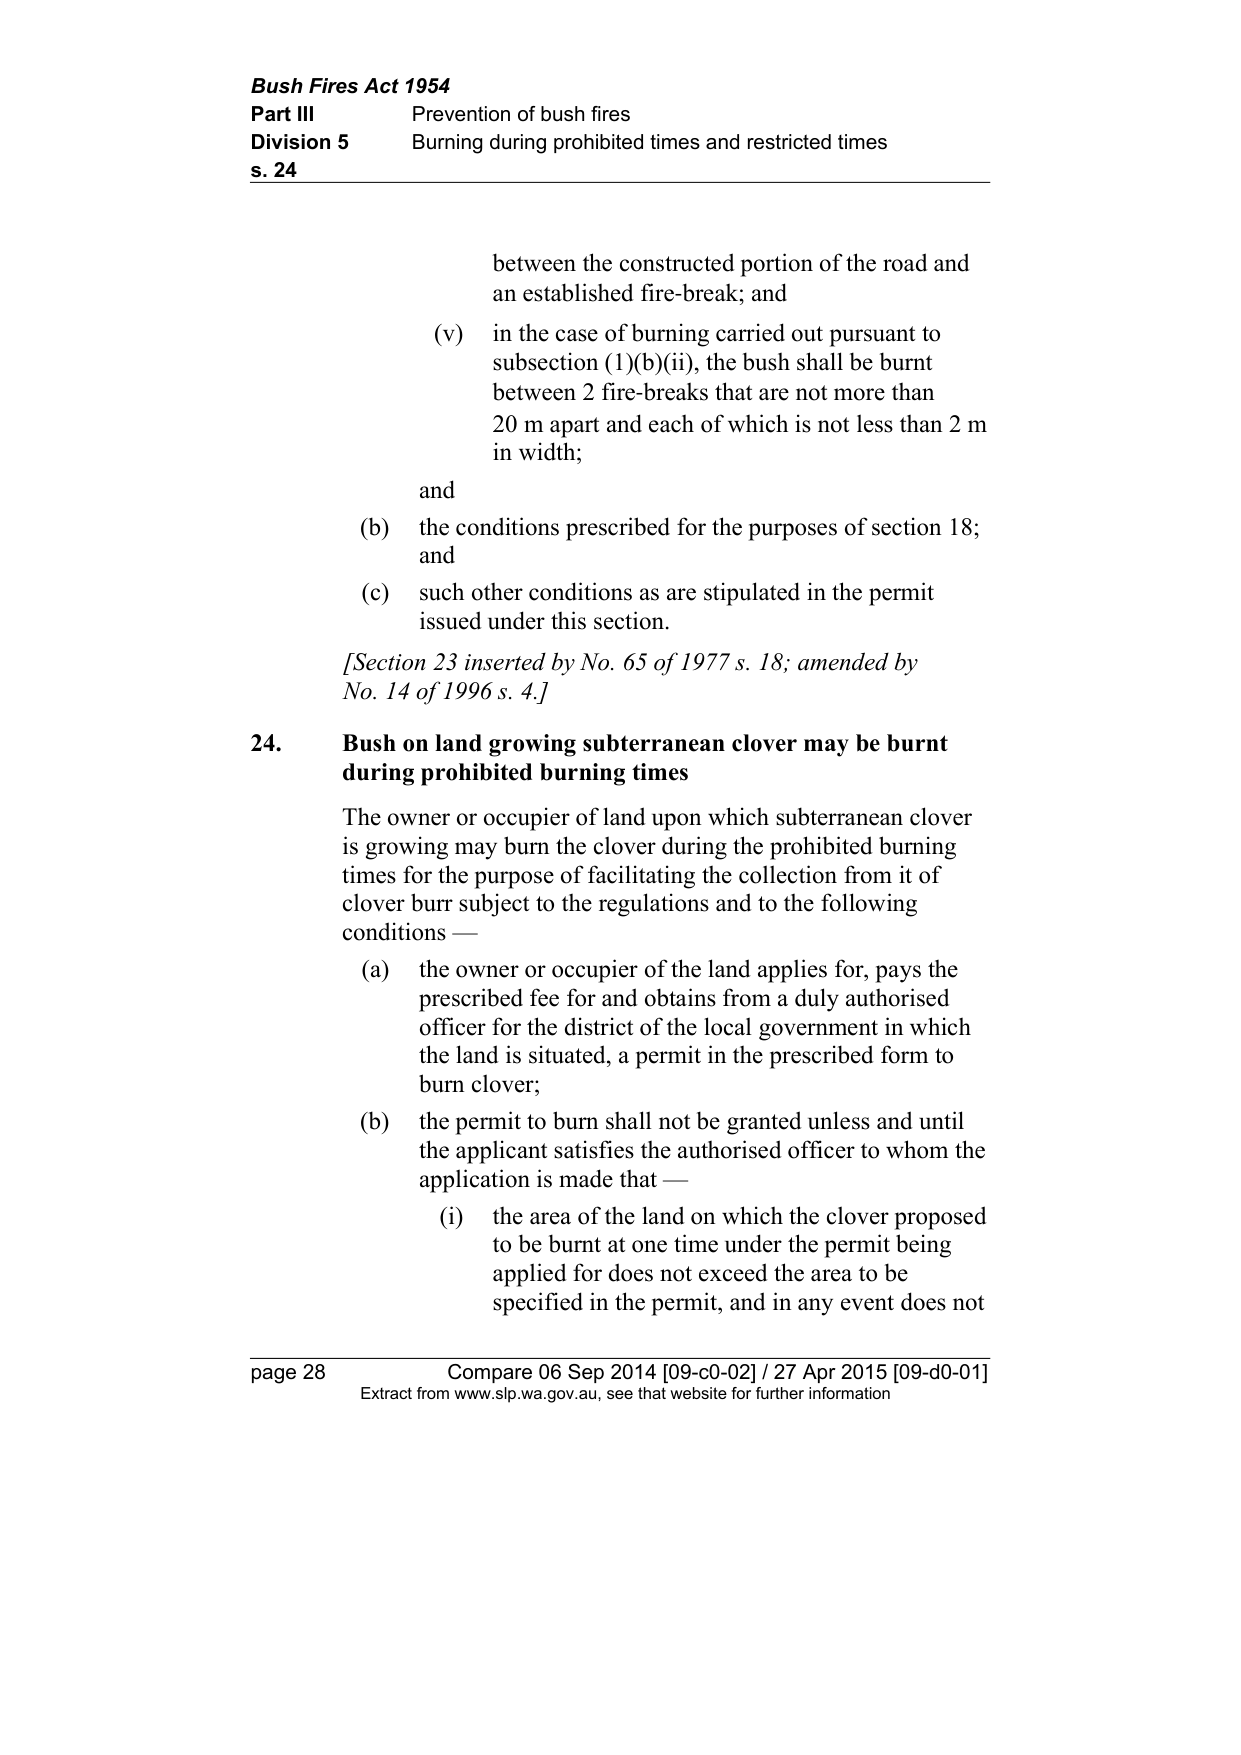 Bush Fires Act 1954
Part III Prevention of bush fires
Division 5 Burning during prohibited times and restricted times
s. 24
between the constructed portion of the road and
an established fire-break; and
(v) in the case of burning carried out pursuant to
subsection (1)(b)(ii), the bush shall be burnt
between 2 fire-breaks that are not more than
20 m apart and each of which is not less than 2 m
in width;
and
(b) the conditions prescribed for the purposes of section 18;
and
(c) such other conditions as are stipulated in the permit
issued under this section.
[Section 23 inserted by No. 65 of 1977 s. 18; amended by
No. 14 of 1996 s. 4.]
24. Bush on land growing subterranean clover may be burnt
during prohibited burning times
The owner or occupier of land upon which subterranean clover
is growing may burn the clover during the prohibited burning
times for the purpose of facilitating the collection from it of
clover burr subject to the regulations and to the following
conditions —
(a) the owner or occupier of the land applies for, pays the
prescribed fee for and obtains from a duly authorised
officer for the district of the local government in which
the land is situated, a permit in the prescribed form to
burn clover;
(b) the permit to burn shall not be granted unless and until
the applicant satisfies the authorised officer to whom the
application is made that —
(i) the area of the land on which the clover proposed
to be burnt at one time under the permit being
applied for does not exceed the area to be
specified in the permit, and in any event does not
page 28 Compare 06 Sep 2014 [09-c0-02] / 27 Apr 2015 [09-d0-01]
Extract from www.slp.wa.gov.au, see that website for further information